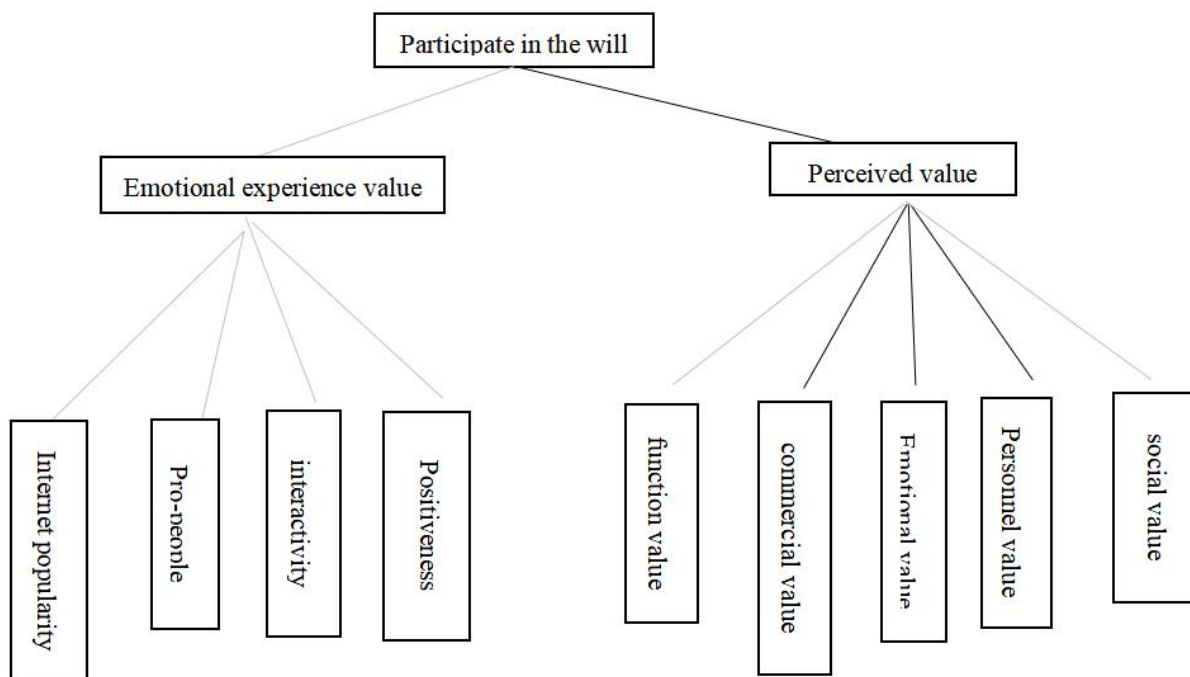 Participate in the will
Emotional experience value
Perceived value
Internet popularity
Pro-people
interactivity
Positiveness
function value
commercial value
Emotional value
Personnel value
social value